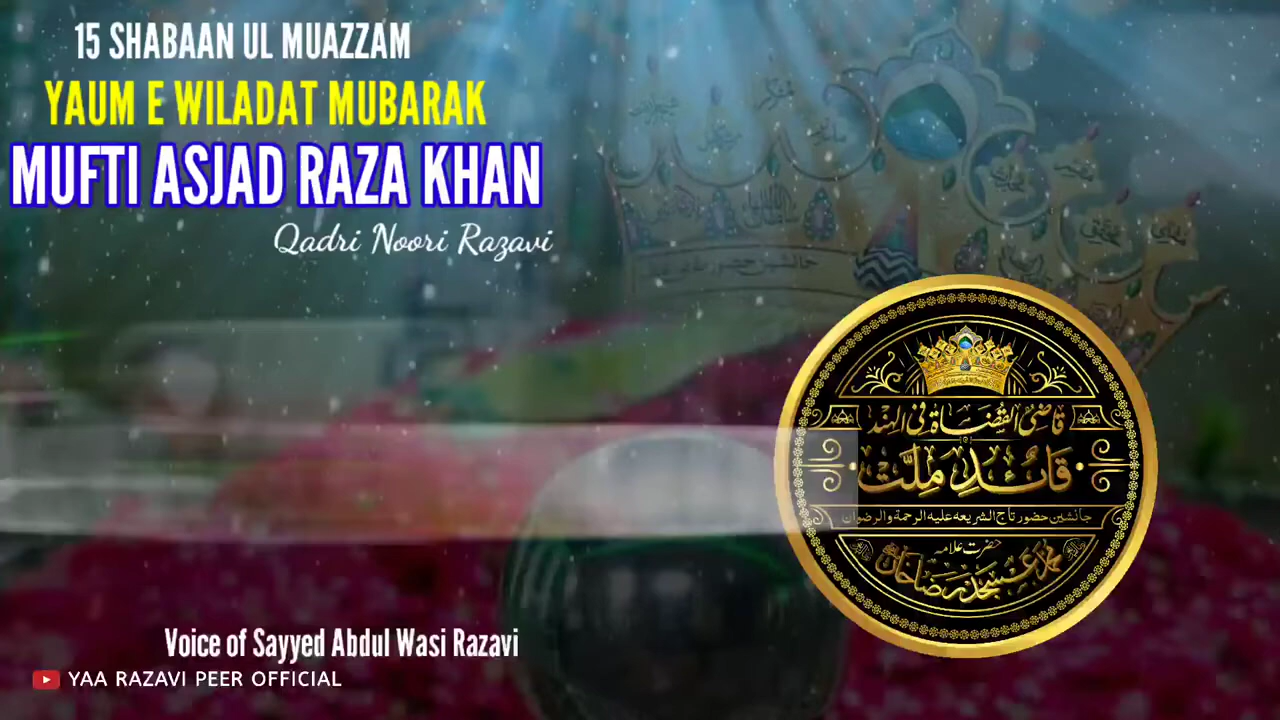 15 SHABAAN UL MUAZZAM
YAUM E WILADAT MUBARAK
MUFTI ASJAD RAZA KHAN
Qadri Noori Razavi
قاضی القضاۃ فی الہند
قائد ملت
جانشین حضور تاج الشریعہ علیہ الرحمة والرضوان
حضرت علامہ
محمد عسجد رضا خان
Voice of Sayyed Abdul Wasi Razavi
YAA RAZAVI PEER OFFICIAL